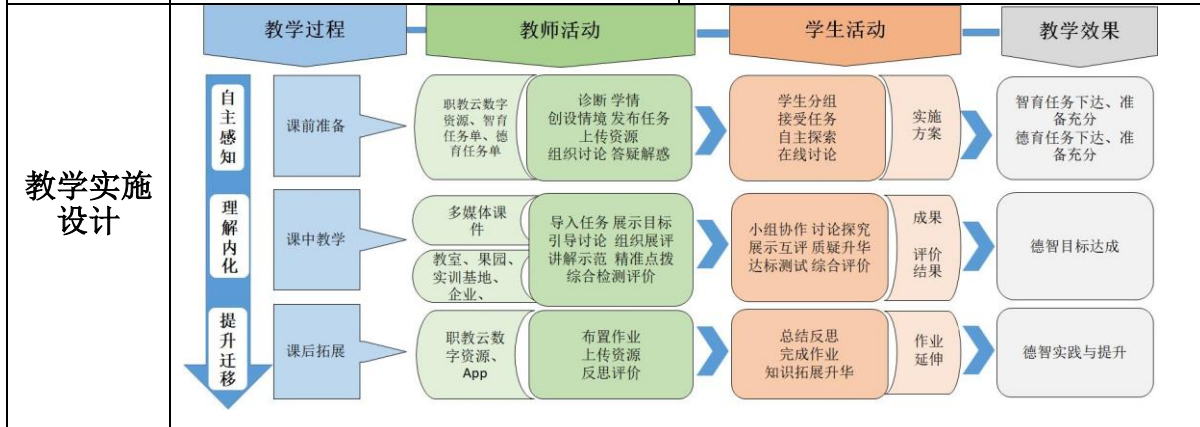 教学实施
设计
教学过程
教师活动
学生活动
教学效果
自
主
感
知
课前准备
职教云数字
资源、智育
任务单、德
育任务单
诊断 学情
创设情境 发布任务
上传资源
组织讨论 答疑解惑
学生分组
接受任务
自主探索
在线讨论
实施
方案
智育任务下达、准
备充分
德育任务下达、准
备充分
理
解
内
化
课中教学
多媒体课
件
教室、果园、
实训基地、
企业、
导入任务 展示目标
引导讨论 组织展评
讲解示范 精准点拨
综合检测评价
小组协作 讨论探究
展示互评 质疑升华
达标测试 综合评价
成果
评价
结果
德智目标达成
提
升
迁
移
课后拓展
职教云数
字资源、
App
布置作业
上传资源
反思评价
总结反思
完成作业
知识拓展升华
作业
延伸
德智实践与提升